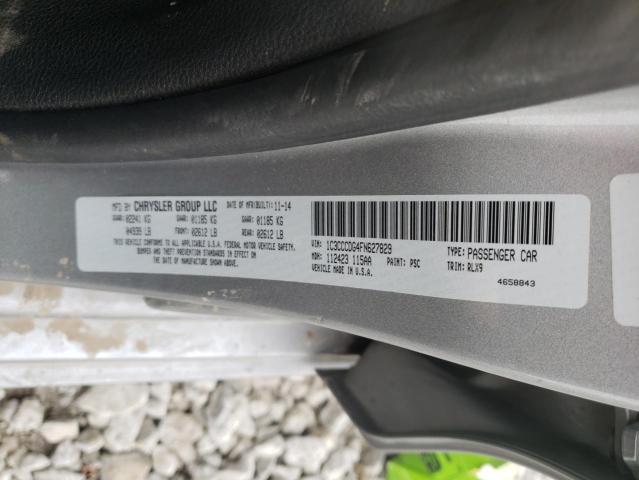 MFD BY CHRYSLER GROUP LLC DATE OF MFR(BUILT): 11-14
GVWR: 02241 KG GAWR: 01185 KG GAWR: 01185 KG
04939 LB FRONT: 02612 LB REAR: 02612 LB
THIS VEHICLE CONFORMS TO ALL APPLICABLE FEDERAL MOTOR VEHICLE SAFETY,
BUMPER AND THEFT PREVENTION STANDARDS IN EFFECT ON
THE DATE OF MANUFACTURE SHOWN ABOVE.
VIN: 1C3CCCDG4FN627829 TYPE: PASSENGER CAR
MDH: 112423 115AA PAINT: PSC TRIM: RLX9
VEHICLE MADE IN U.S.A. 4658843